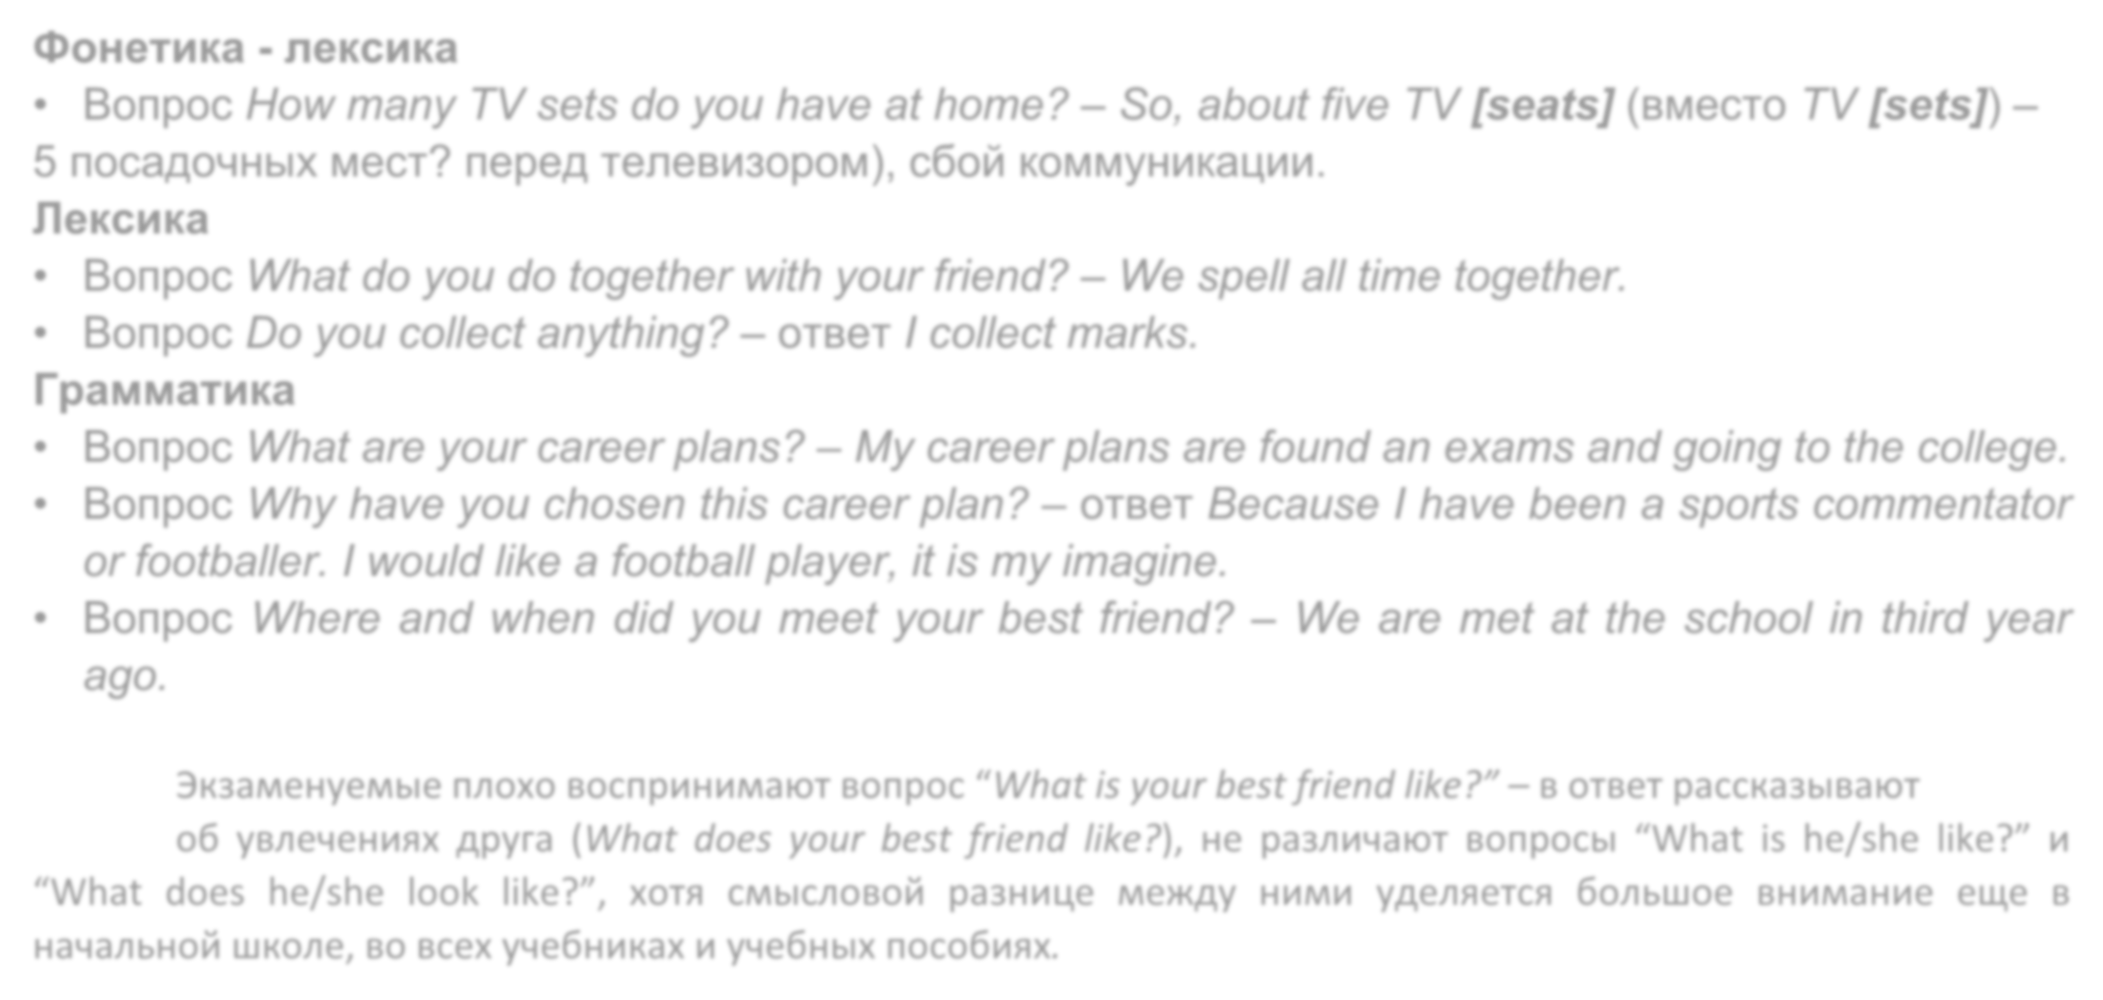 Фонетика - лексика
• Вопрос How many TV sets do you have at home? – So, about five TV [seats] (вместо TV [sets]) –
5 посадочных мест? перед телевизором), сбой коммуникации.
Лексика
• Вопрос What do you do together with your friend? – We spell all time together.
• Вопрос Do you collect anything? – ответ I collect marks.
Грамматика
• Вопрос What are your career plans? – My career plans are found an exams and going to the college.
• Вопрос Why have you chosen this career plan? – ответ Because I have been a sports commentator
or footballer. I would like a football player, it is my imagine.
• Вопрос Where and when did you meet your best friend? – We are met at the school in third year
ago.
Экзаменуемые плохо воспринимают вопрос “What is your best friend like?” – в ответ рассказывают
об увлечениях друга (What does your best friend like?), не различают вопросы “What is he/she like?” и
“What does he/she look like?”, хотя смысловой разнице между ними уделяется большое внимание еще в
начальной школе, во всех учебниках и учебных пособиях.